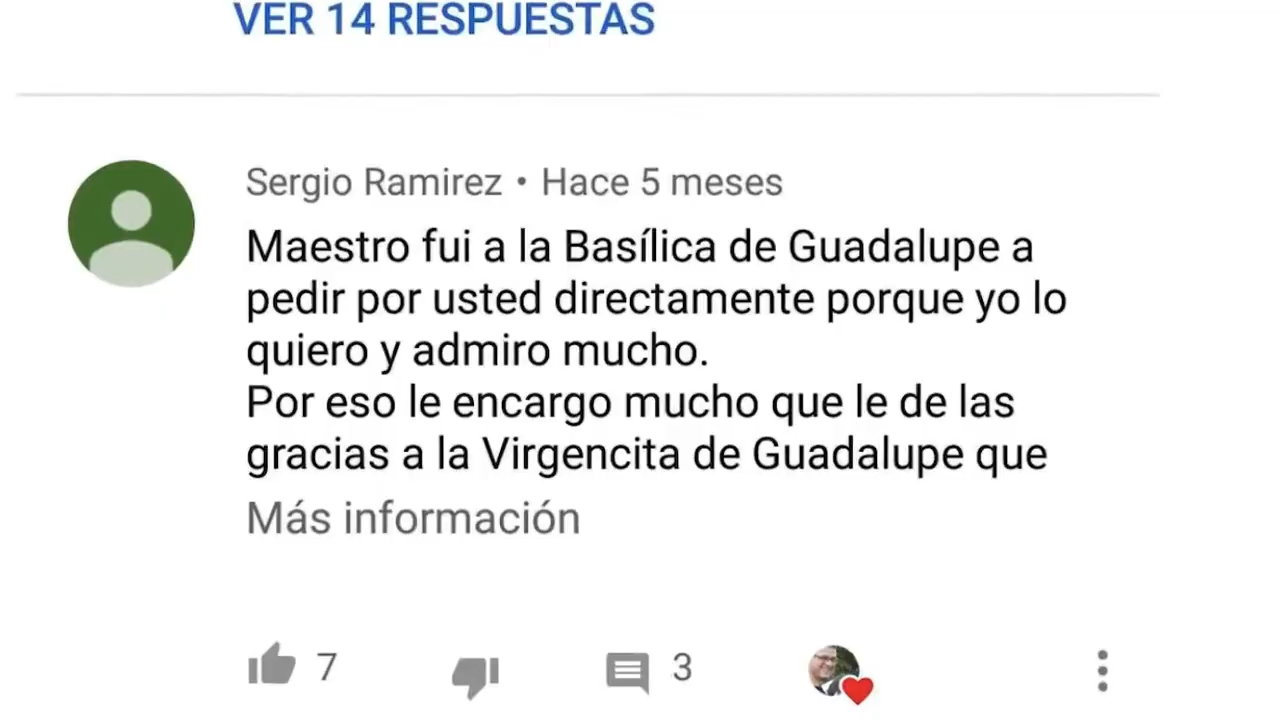 VER 14 RESPUESTAS
Sergio Ramirez • Hace 5 meses
Maestro fui a la Basílica de Guadalupe a
pedir por usted directamente porque yo lo
quiero y admiro mucho.
Por eso le encargo mucho que le de las
gracias a la Virgencita de Guadalupe que
Más información
7
3